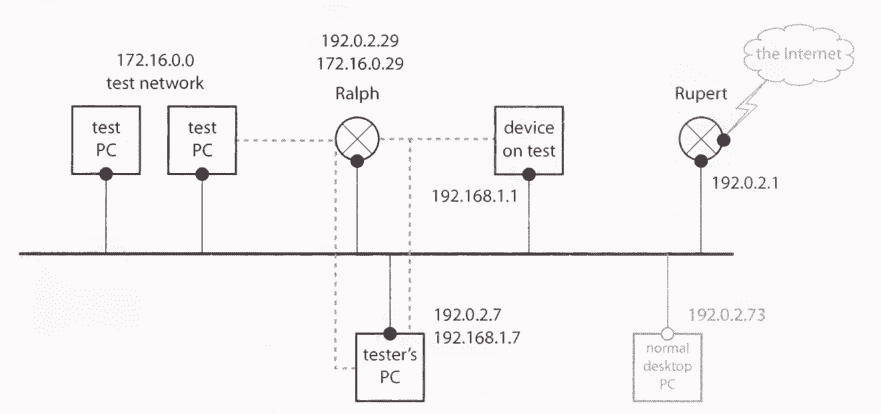 172.16.0.0
test network
192.0.2.29
172.16.0.29
Ralph
Rupert
the Internet
test
PC
test
PC
device
on test
192.168.1.1
192.0.2.1
192.0.2.7
192.168.1.7
tester's
PC
192.0.2.73
normal
desktop
PC